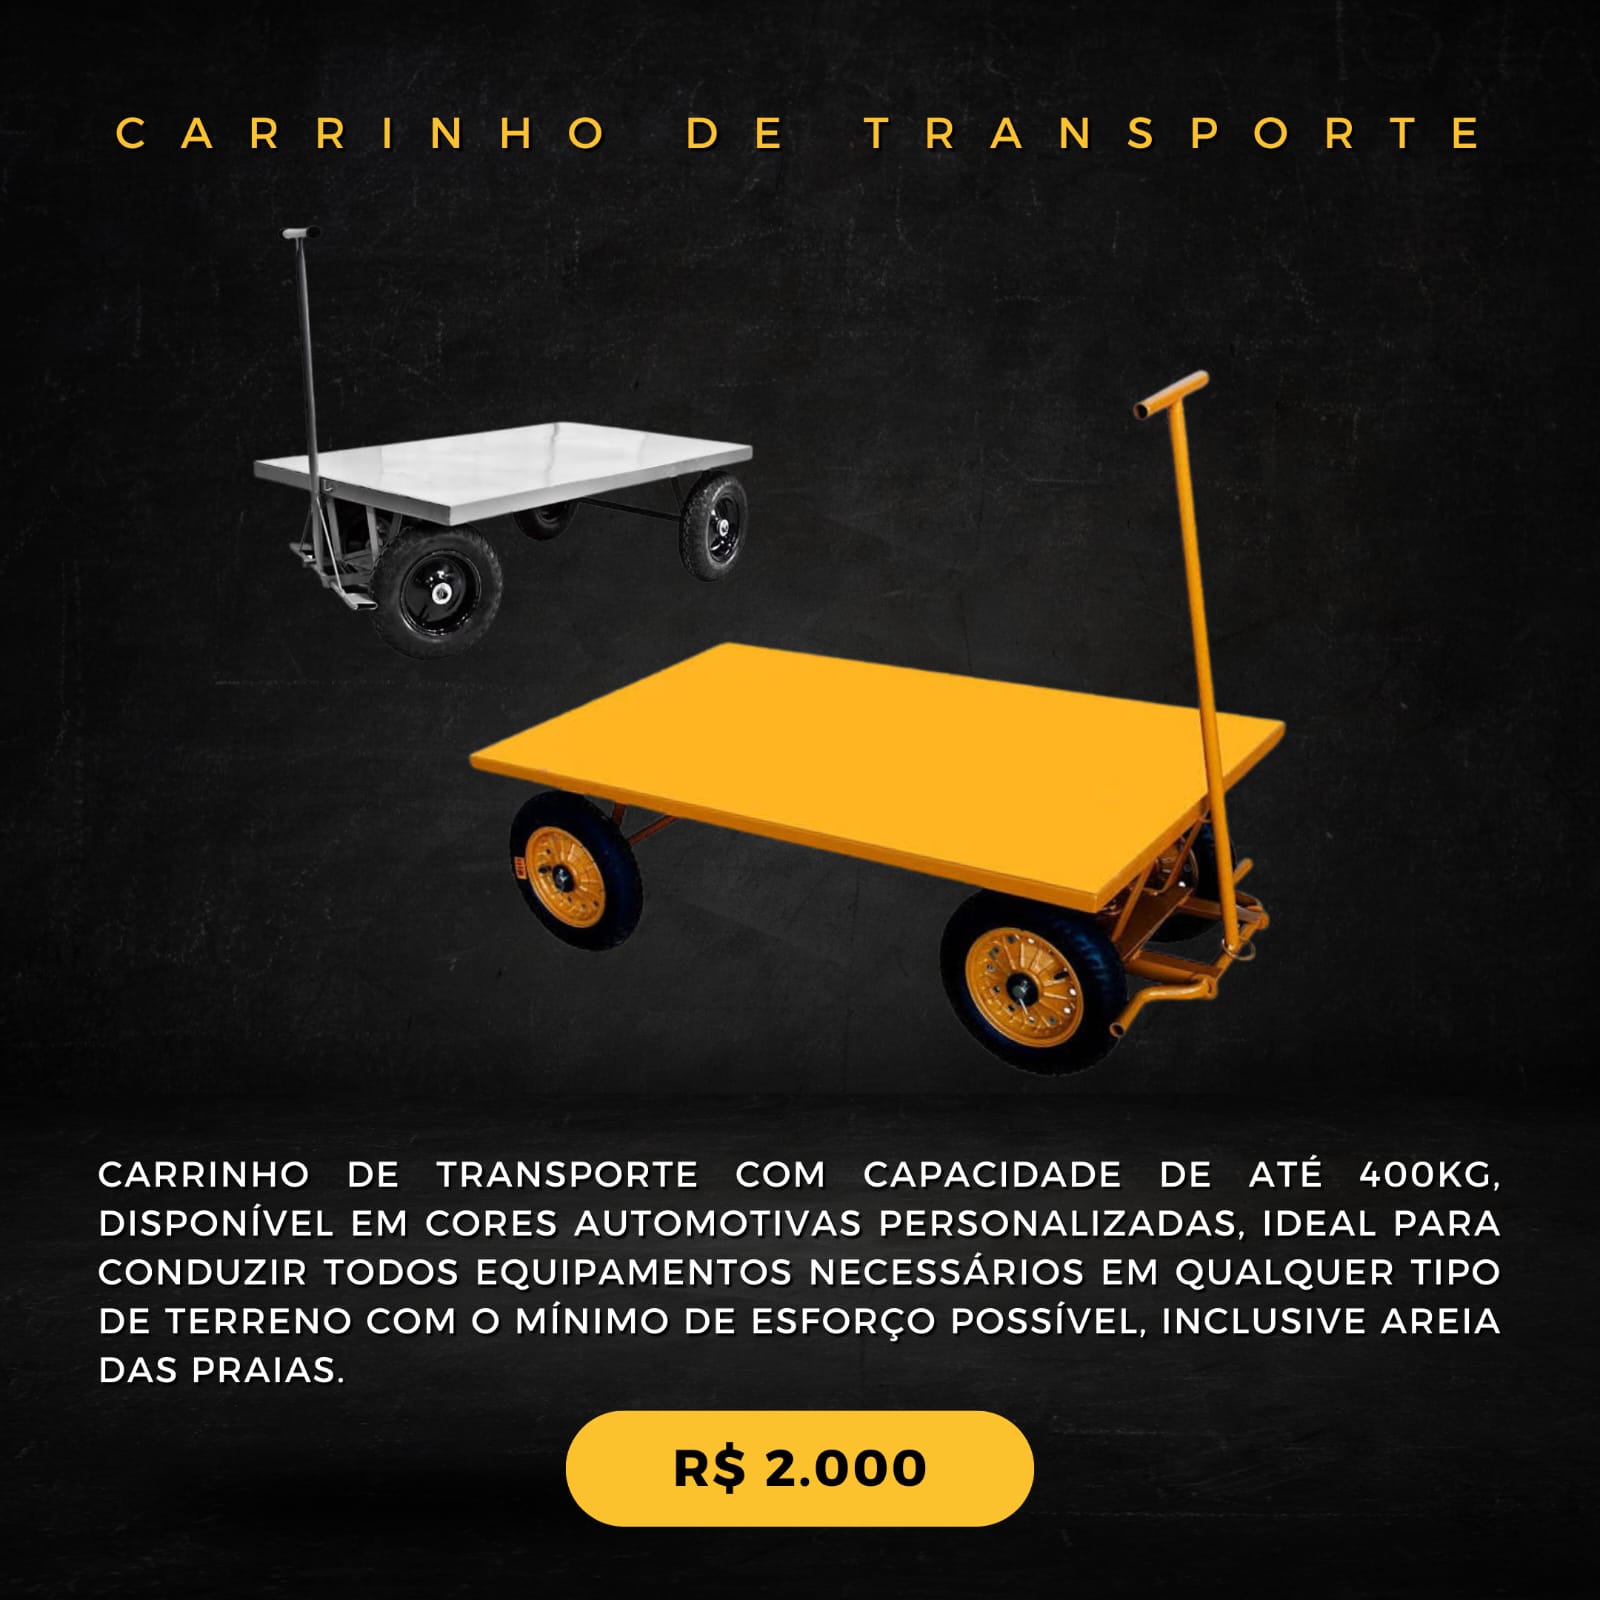 CARRINHO DE TRANSPORTE
CARRINHO DE TRANSPORTE COM CAPACIDADE DE ATÉ 400KG,
DISPONÍVEL EM CORES AUTOMOTIVAS PERSONALIZADAS, IDEAL PARA
CONDUZIR TODOS EQUIPAMENTOS NECESSÁRIOS EM QUALQUER TIPO
DE TERRENO COM O MÍNIMO DE ESFORÇO POSSÍVEL, INCLUSIVE AREIA
DAS PRAIAS.
R$ 2.000